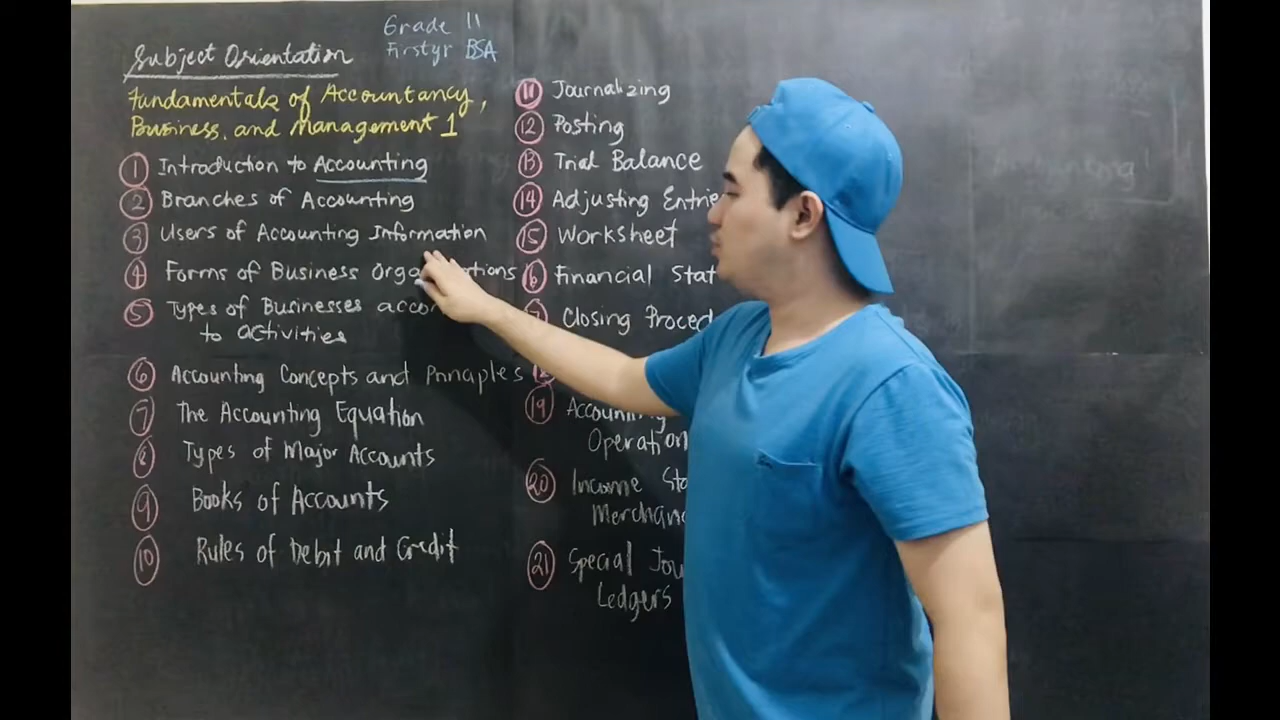 Grade 11
Firstyr BSA
Subject Orientation
Fundamentals of Accountancy,
Business, and Management 1
1 Introduction to Accounting
2 Branches of Accounting
3 Users of Accounting Information
4 Forms of Business
5 Types of Businesses
to activities
6 Accounting Concepts and Principles
7 The Accounting Equation
8 Types of Major Accounts
9 Books of Accounts
10 Rules of Debit and Credit
11 Journalizing
12 Posting
13 Trial Balance
14 Adjusting
15 Worksheet
16 Financial
Closing
19 Accounting
20 Income
21 Special
Ledgers